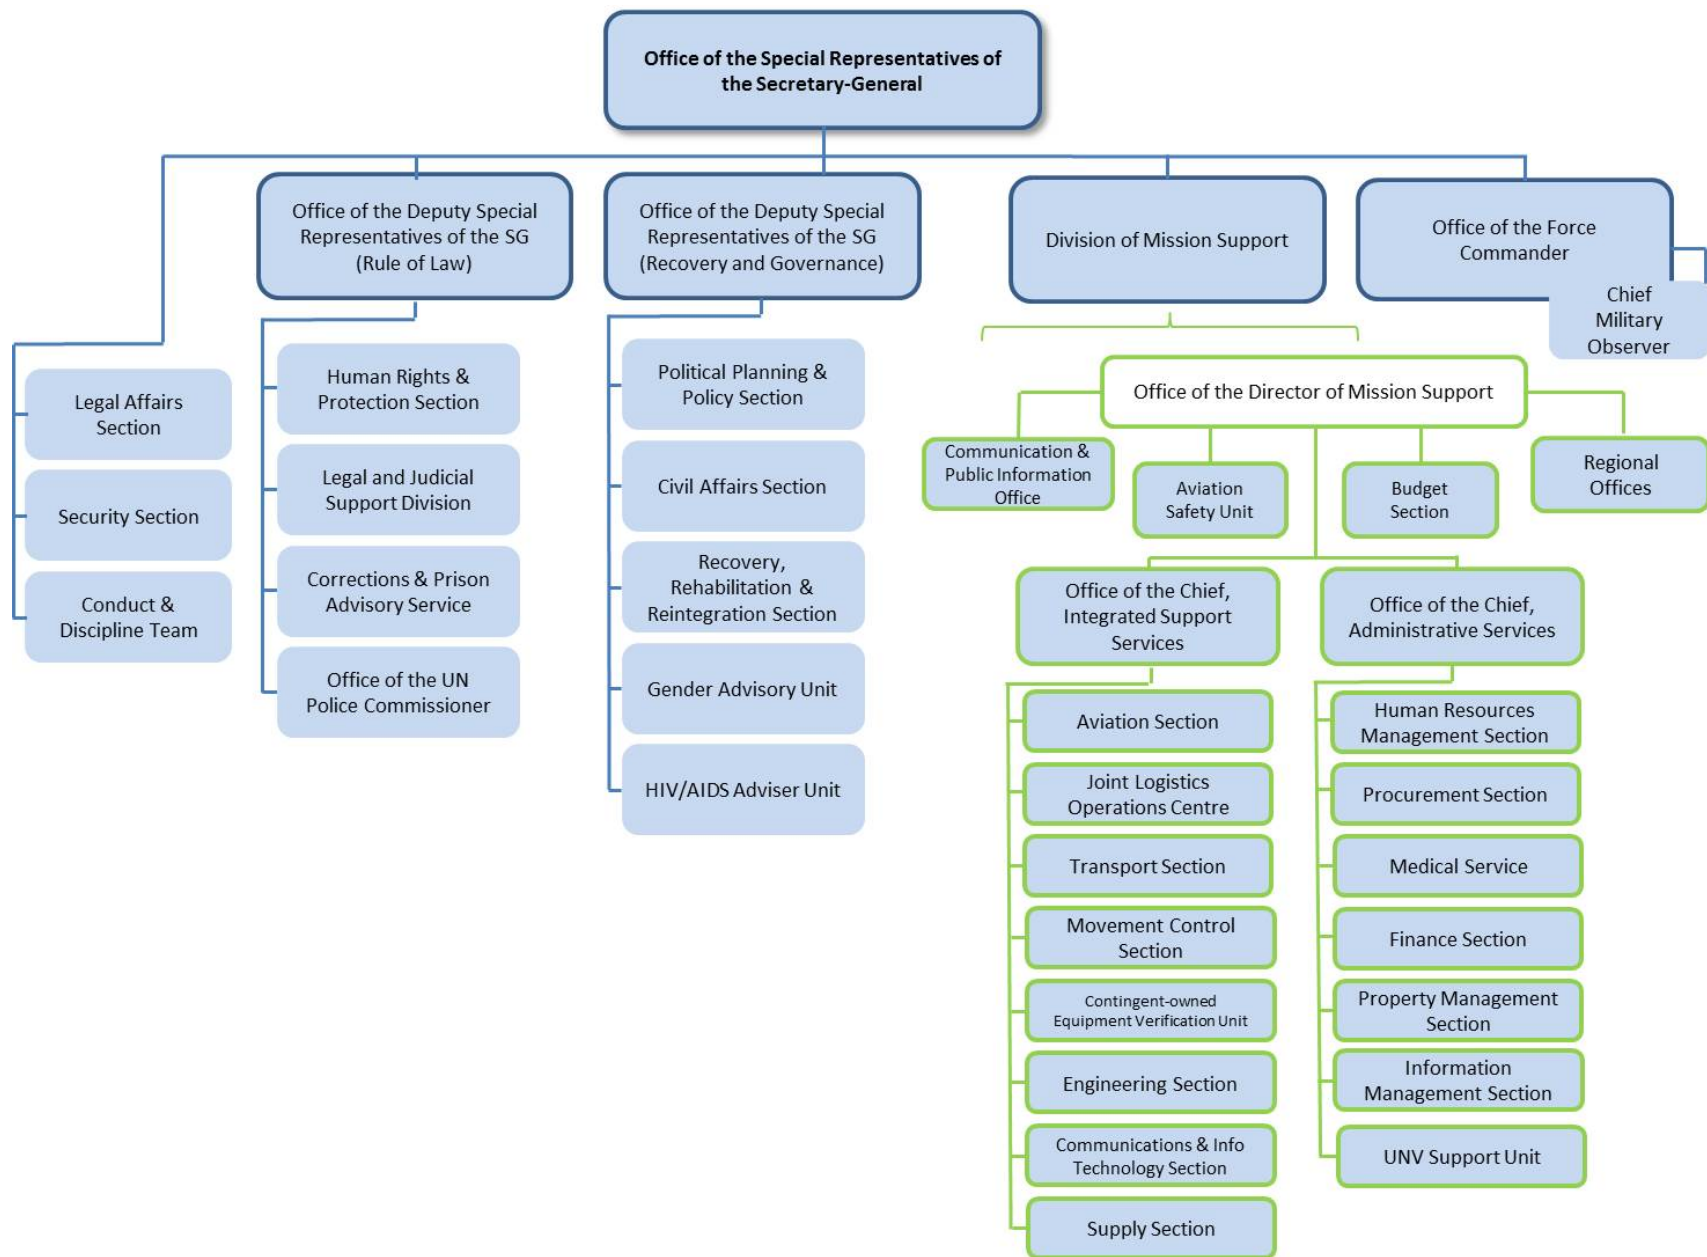 Office of the Special Representatives of
the Secretary-General
Office of the Deputy Special
Representatives of the SG
(Rule of Law)
Office of the Deputy Special
Representatives of the SG
(Recovery and Governance)
Division of Mission Support
Office of the Force
Commander
Chief
Military
Observer
Legal Affairs
Section
Security Section
Conduct &
Discipline Team
Human Rights &
Protection Section
Legal and Judicial
Support Division
Corrections & Prison
Advisory Service
Office of the UN
Police Commissioner
Political Planning &
Policy Section
Civil Affairs Section
Recovery,
Rehabilitation &
Reintegration Section
Gender Advisory Unit
HIV/AIDS Adviser Unit
Office of the Director of Mission Support
Communication &
Public Information
Office
Aviation
Safety Unit
Budget
Section
Regional
Offices
Office of the Chief,
Integrated Support
Services
Office of the Chief,
Administrative Services
Aviation Section
Joint Logistics
Operations Centre
Transport Section
Movement Control
Section
Contingent-owned
Equipment Verification Unit
Engineering Section
Communications & Info
Technology Section
Supply Section
Human Resources
Management Section
Procurement Section
Medical Service
Finance Section
Property Management
Section
Information
Management Section
UNV Support Unit